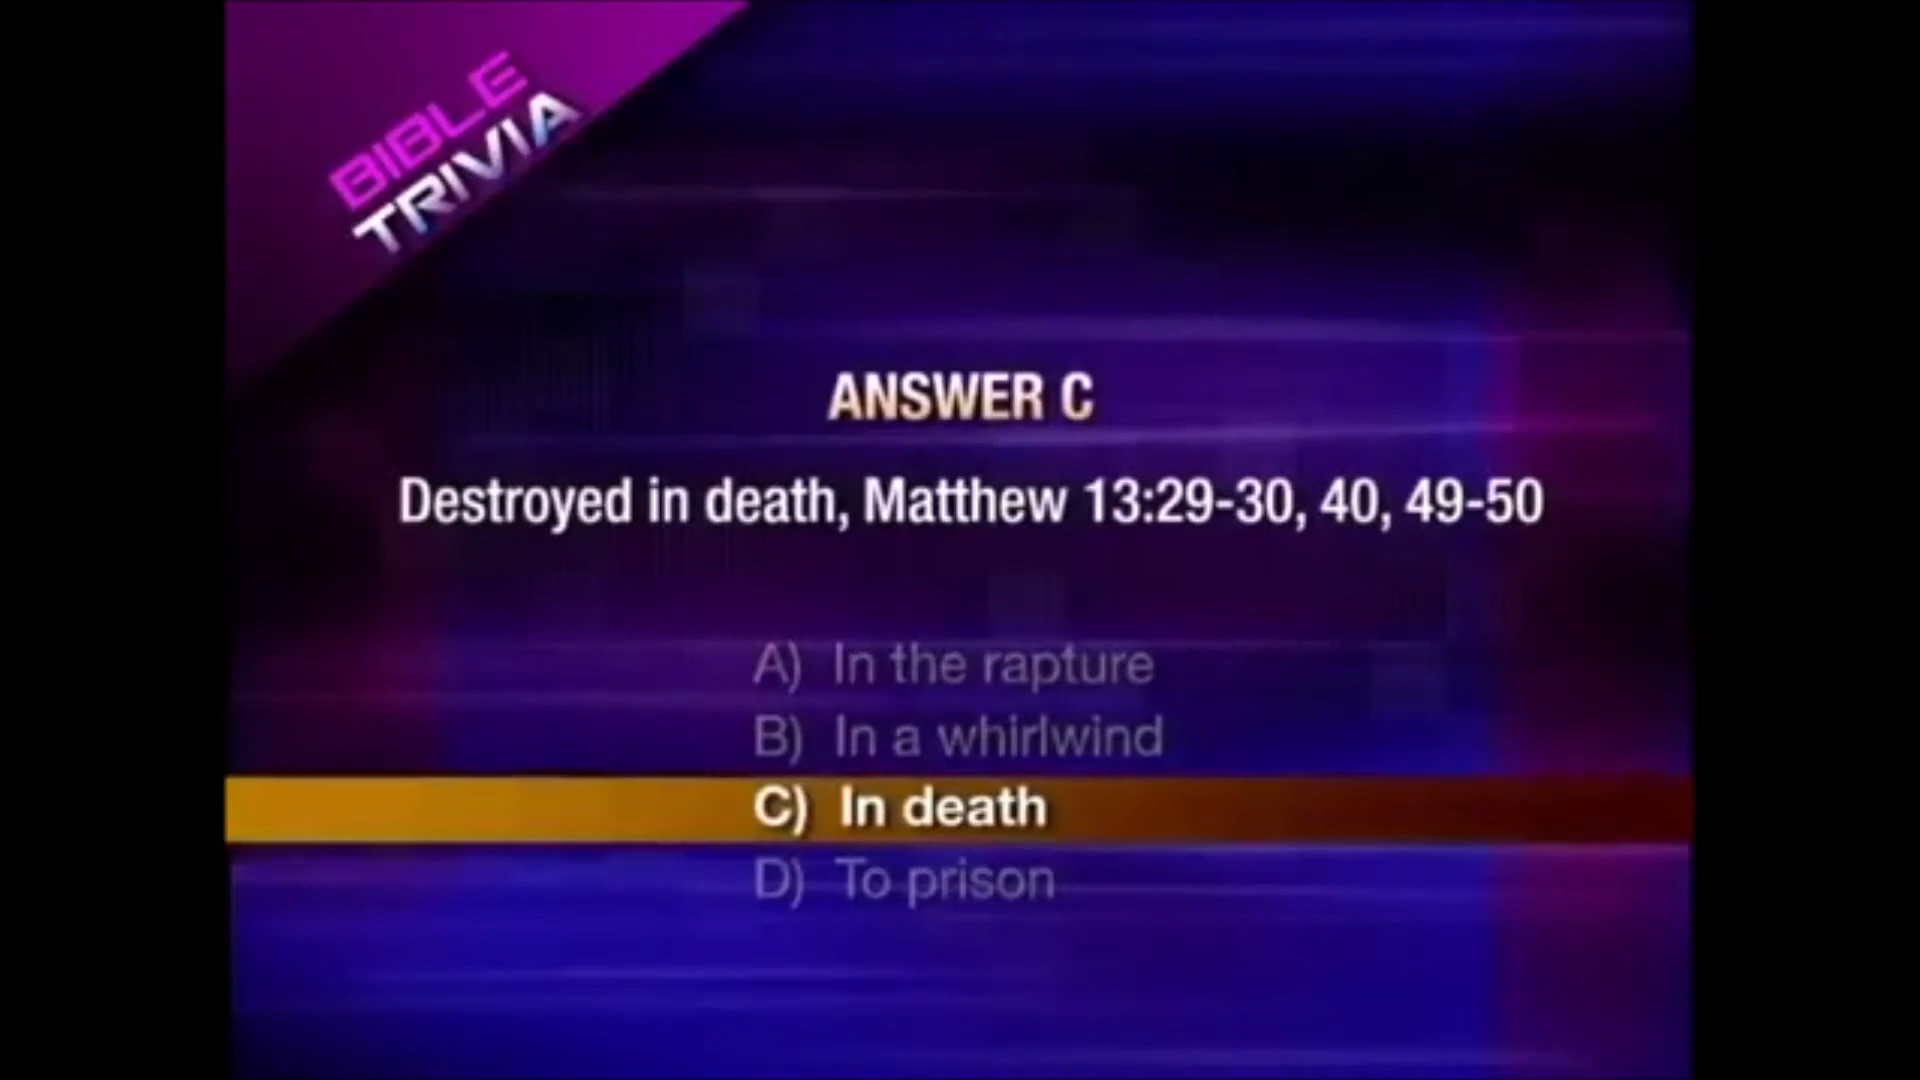 BIBLE
TRIVIA
ANSWER C
Destroyed in death, Matthew 13:29-30, 40, 49-50
A) In the rapture
B) In a whirlwind
C) In death
D) To prison